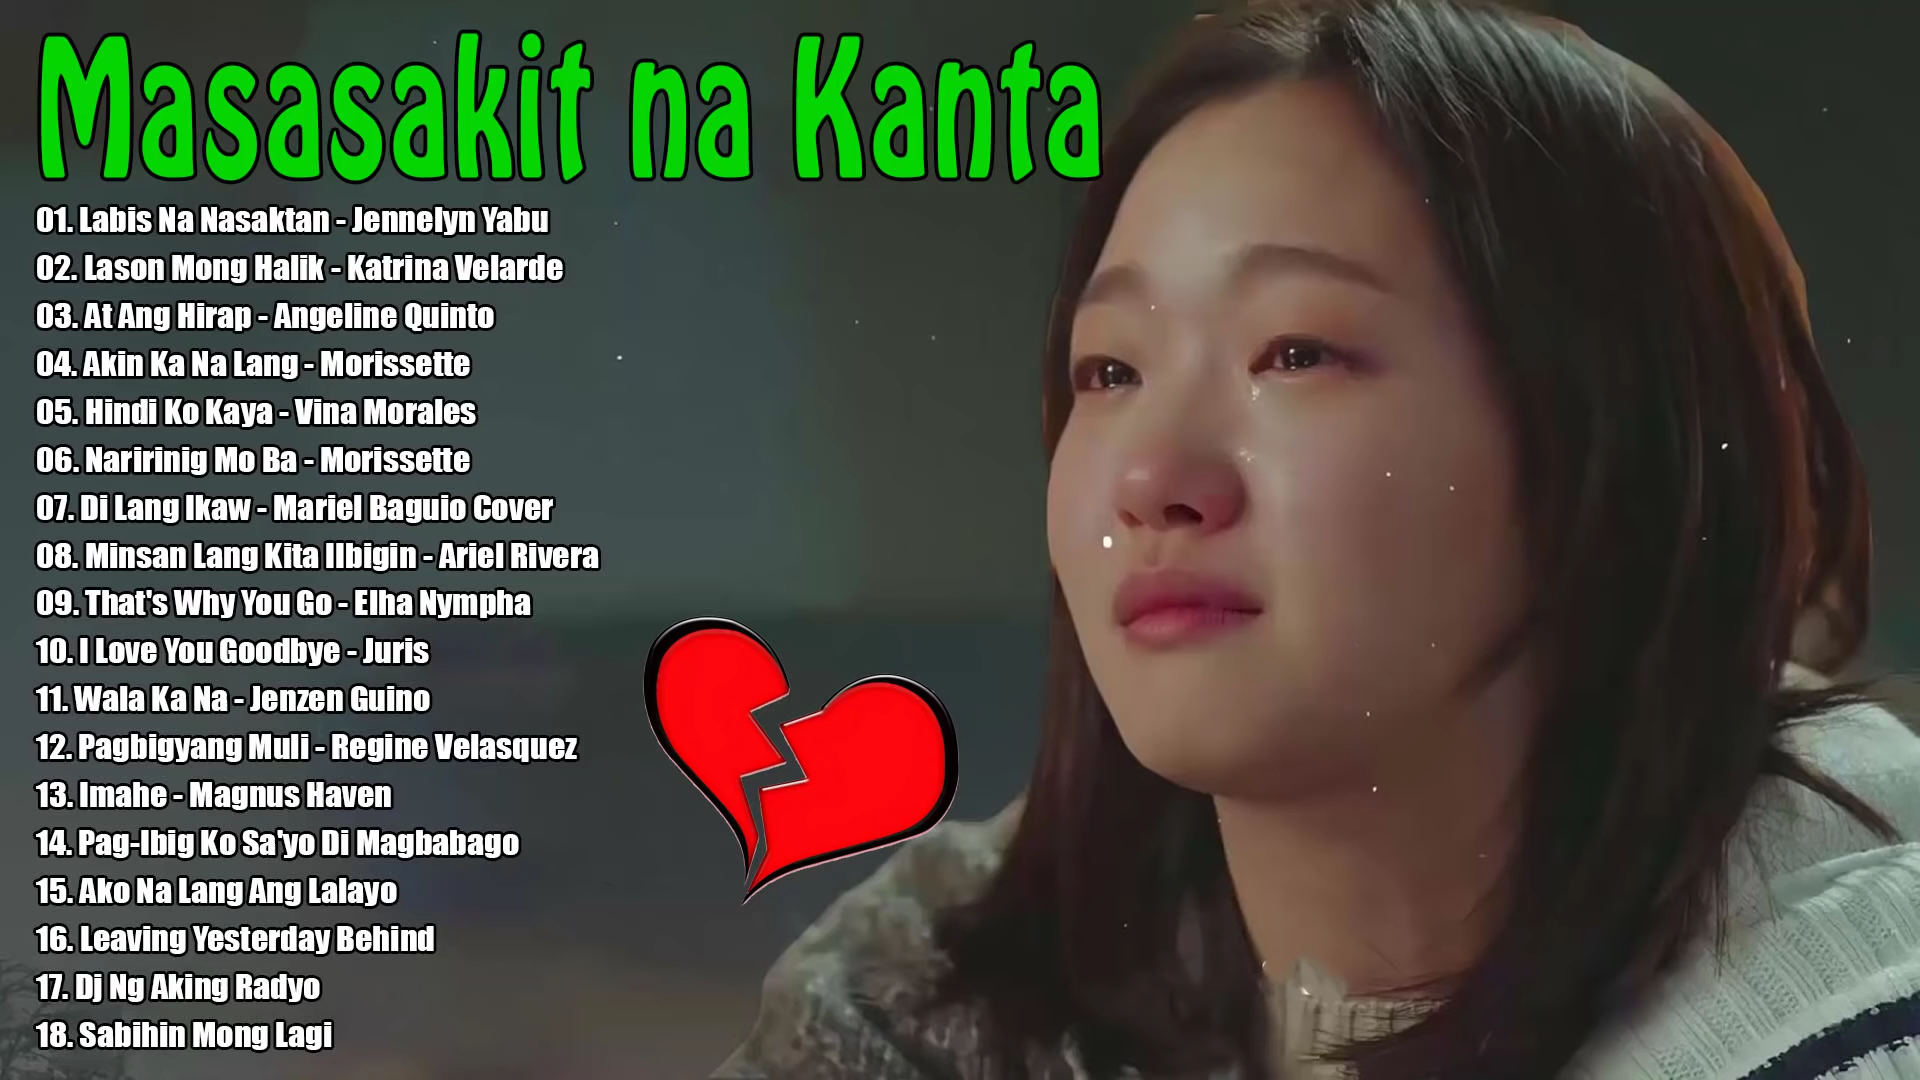 Masasakit na Kanta
01. Labis Na Nasaktan - Jennelyn Yabu
02. Lason Mong Halik - Katrina Velarde
03. At Ang Hirap - Angeline Quinto
04. Akin Ka Na Lang - Morissette
05. Hindi Ko Kaya - Vina Morales
06. Naririnig Mo Ba - Morissette
07. Di Lang Ikaw - Mariel Baguio Cover
08. Minsan Lang Kita IIbigin - Ariel Rivera
09. That's Why You Go - Elha Nympha
10. I Love You Goodbye - Juris
11. Wala Ka Na - Jenzen Guino
12. Pagbigyang Muli - Regine Velasquez
13. Imahe - Magnus Haven
14. Pag-Ibig Ko Sa'yo Di Magbabago
15. Ako Na Lang Ang Lalayo
16. Leaving Yesterday Behind
17. Dj Ng Aking Radyo
18. Sabihin Mong Lagi